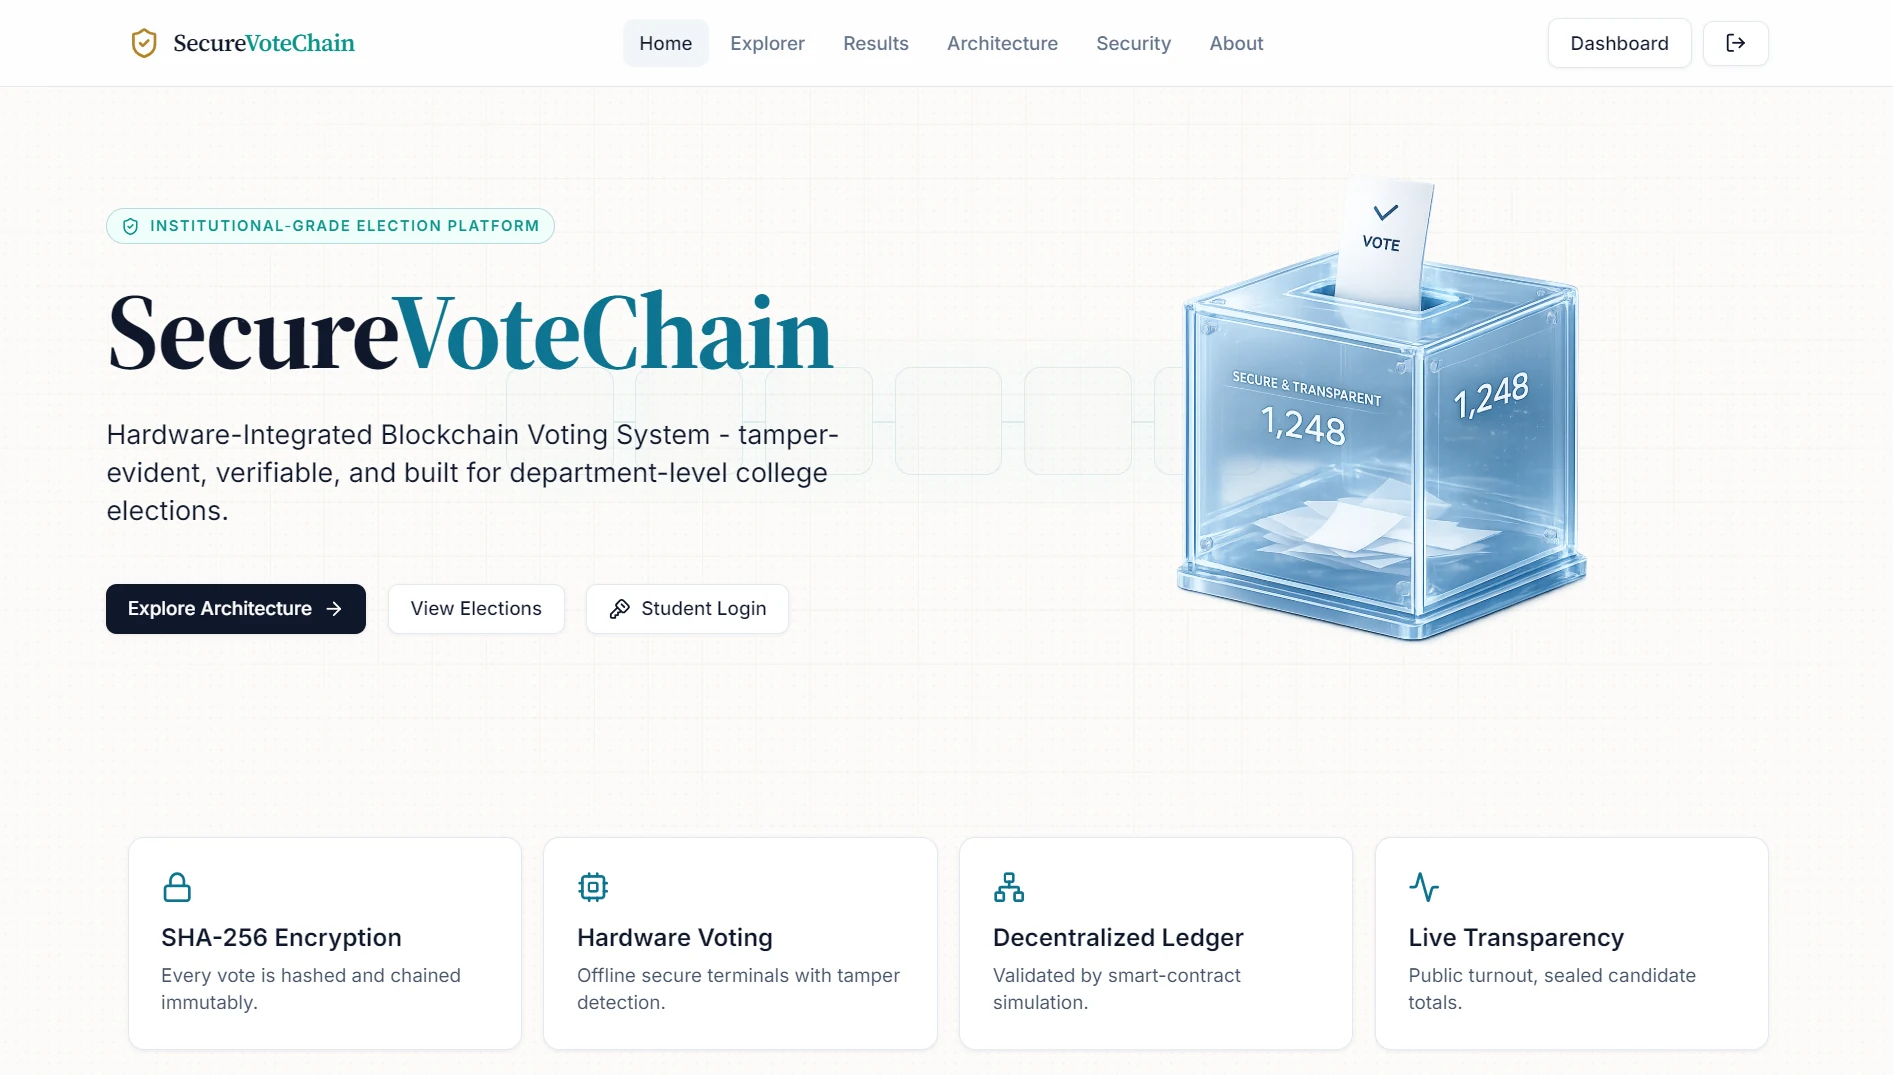 SecureVoteChain
Home
Explorer
Results
Architecture
Security
About
Dashboard
INSTITUTIONAL-GRADE ELECTION PLATFORM
SecureVoteChain
Hardware-Integrated Blockchain Voting System - tamper-
evident, verifiable, and built for department-level college
elections.
Explore Architecture
View Elections
Student Login
VOTE
SECURE & TRANSPARENT
1,248
1,248
SHA-256 Encryption
Every vote is hashed and chained
immutably.
Hardware Voting
Offline secure terminals with tamper
detection.
Decentralized Ledger
Validated by smart-contract
simulation.
Live Transparency
Public turnout, sealed candidate
totals.